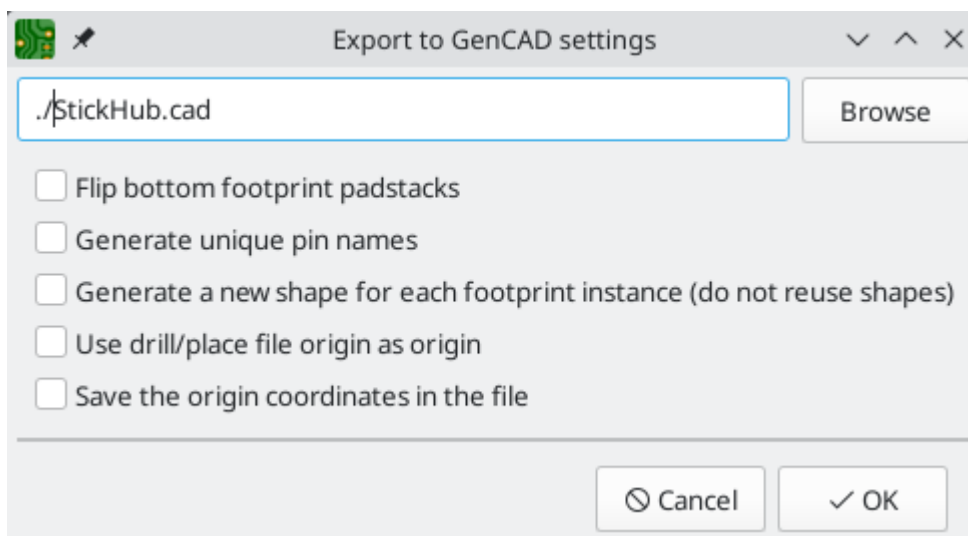 Export to GenCAD settings
./StickHub.cad
Browse
Flip bottom footprint padstacks
Generate unique pin names
Generate a new shape for each footprint instance (do not reuse shapes)
Use drill/place file origin as origin
Save the origin coordinates in the file
Cancel
OK